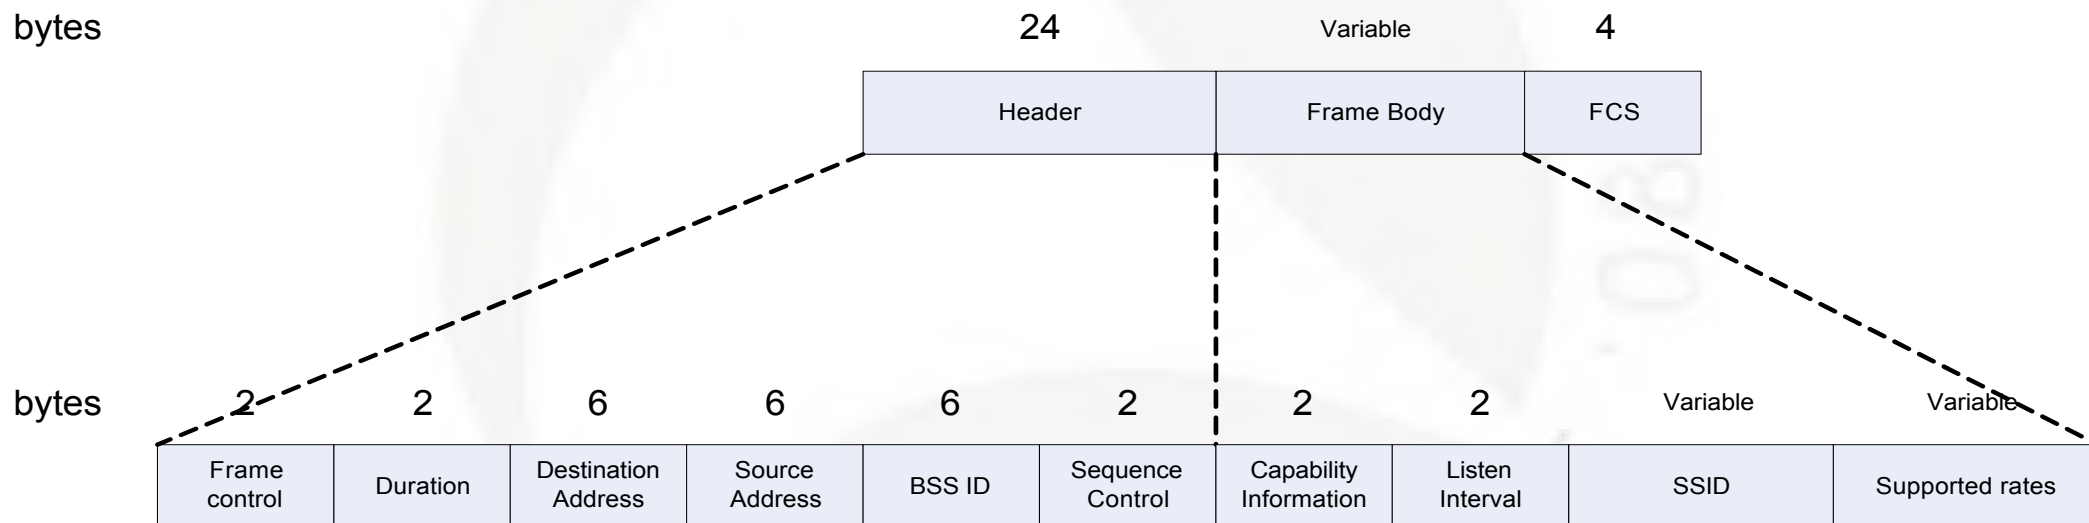 bytes 24 Variable 4
Header Frame Body FCS
'08
bytes 2 2 6 6 6 2 2 2 Variable Variable
Frame control Duration Destination Address Source Address BSS ID Sequence Control Capability Information Listen Interval SSID Supported rates